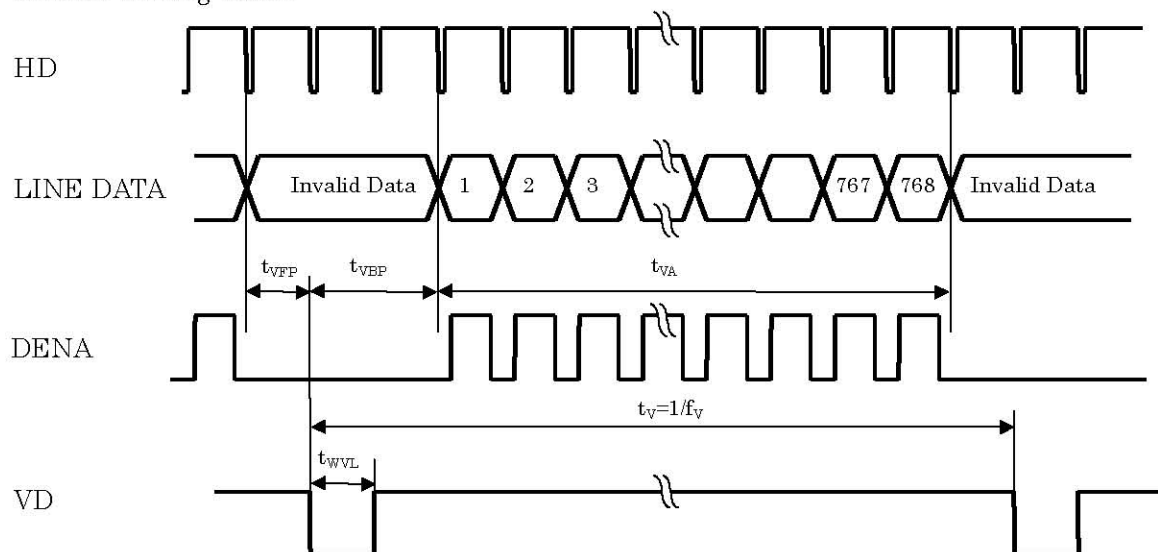 HD
LINE DATA
Invalid Data 1 2 3 767 768 Invalid Data
tVFP tVBP tVA
DENA
tV=1/fV
tWVL
VD